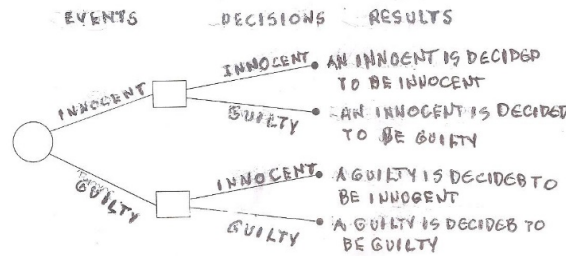 EVENTS DECISIONS RESULTS
INNOCENT
AN INNOCENT IS DECIDED
TO BE INNOCENT
INNOCENT
GUILTY
AN INNOCENT IS DECIDED
TO BE GUILTY
GUILTY
INNOCENT
A GUILTY IS DECIDED TO
BE INNOCENT
GUILTY
A GUILTY IS DECIDED TO
BE GUILTY